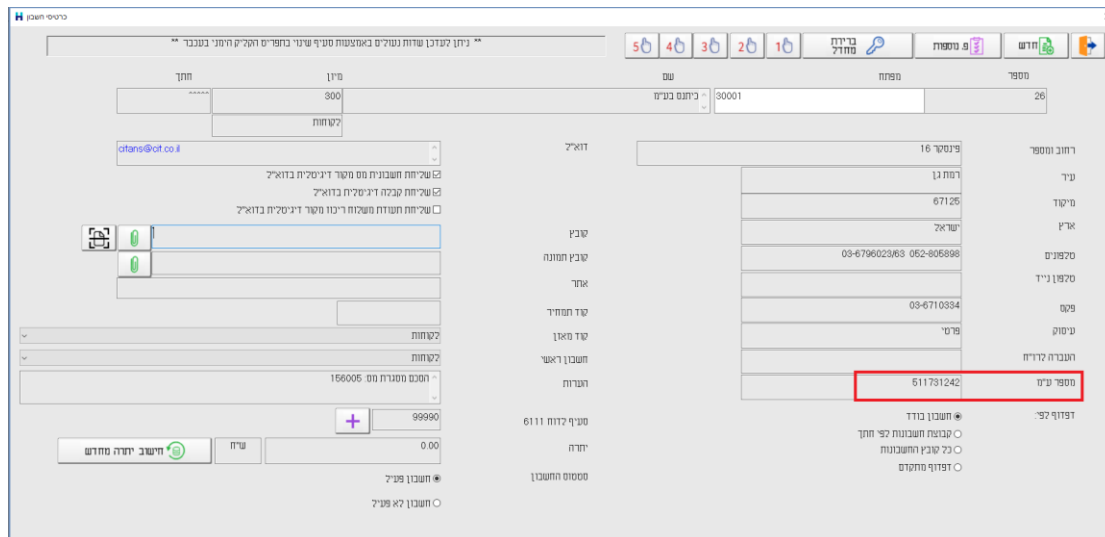 כרטיסי חשבון
חדש
פ. נוספות
ברירת מחדל
1
2
3
4
5
** ניתן לעדכן שדות נעולים באמצעות סעיף שינוי בתפריט הקליק הימני בעכבר **
מספר מפתח שם מיון חתך
26 30001 כיתנס בע"מ 300 ^^^^^
לקוחות
רחוב ומספר פינסקר 16
עיר רמת גן
מיקוד 67125
ארץ ישראל
טלפונים 03-6796023/63 052-805898
טלפון נייד
פקס 03-6710334
עיסוק פרטי
העברה לרו"ח
מספר ע"מ 511731242
דפדוף לפי:
חשבון בודד
קבוצת חשבונות לפי חתך
כל קובץ החשבונות
דפדוף מתקדם
דוא"ל citans@cit.co.il
שליחת חשבונית מס מקור דיגיטלית בדוא"ל
שליחת קבלה דיגיטלית בדוא"ל
שליחת תעודת משלוח ריכוז מקור דיגיטלית בדוא"ל
קובץ
קובץ תמונה
אתר
קוד תמחיר
קוד מאזן לקוחות
חשבון ראשי לקוחות
הערות הסכם מסגרת מס: 156005
סעיף לדוח 6111 99990
יתרה 0.00 ש"ח חישוב יתרה מחדש
סטטוס החשבון חשבון פעיל
חשבון לא פעיל